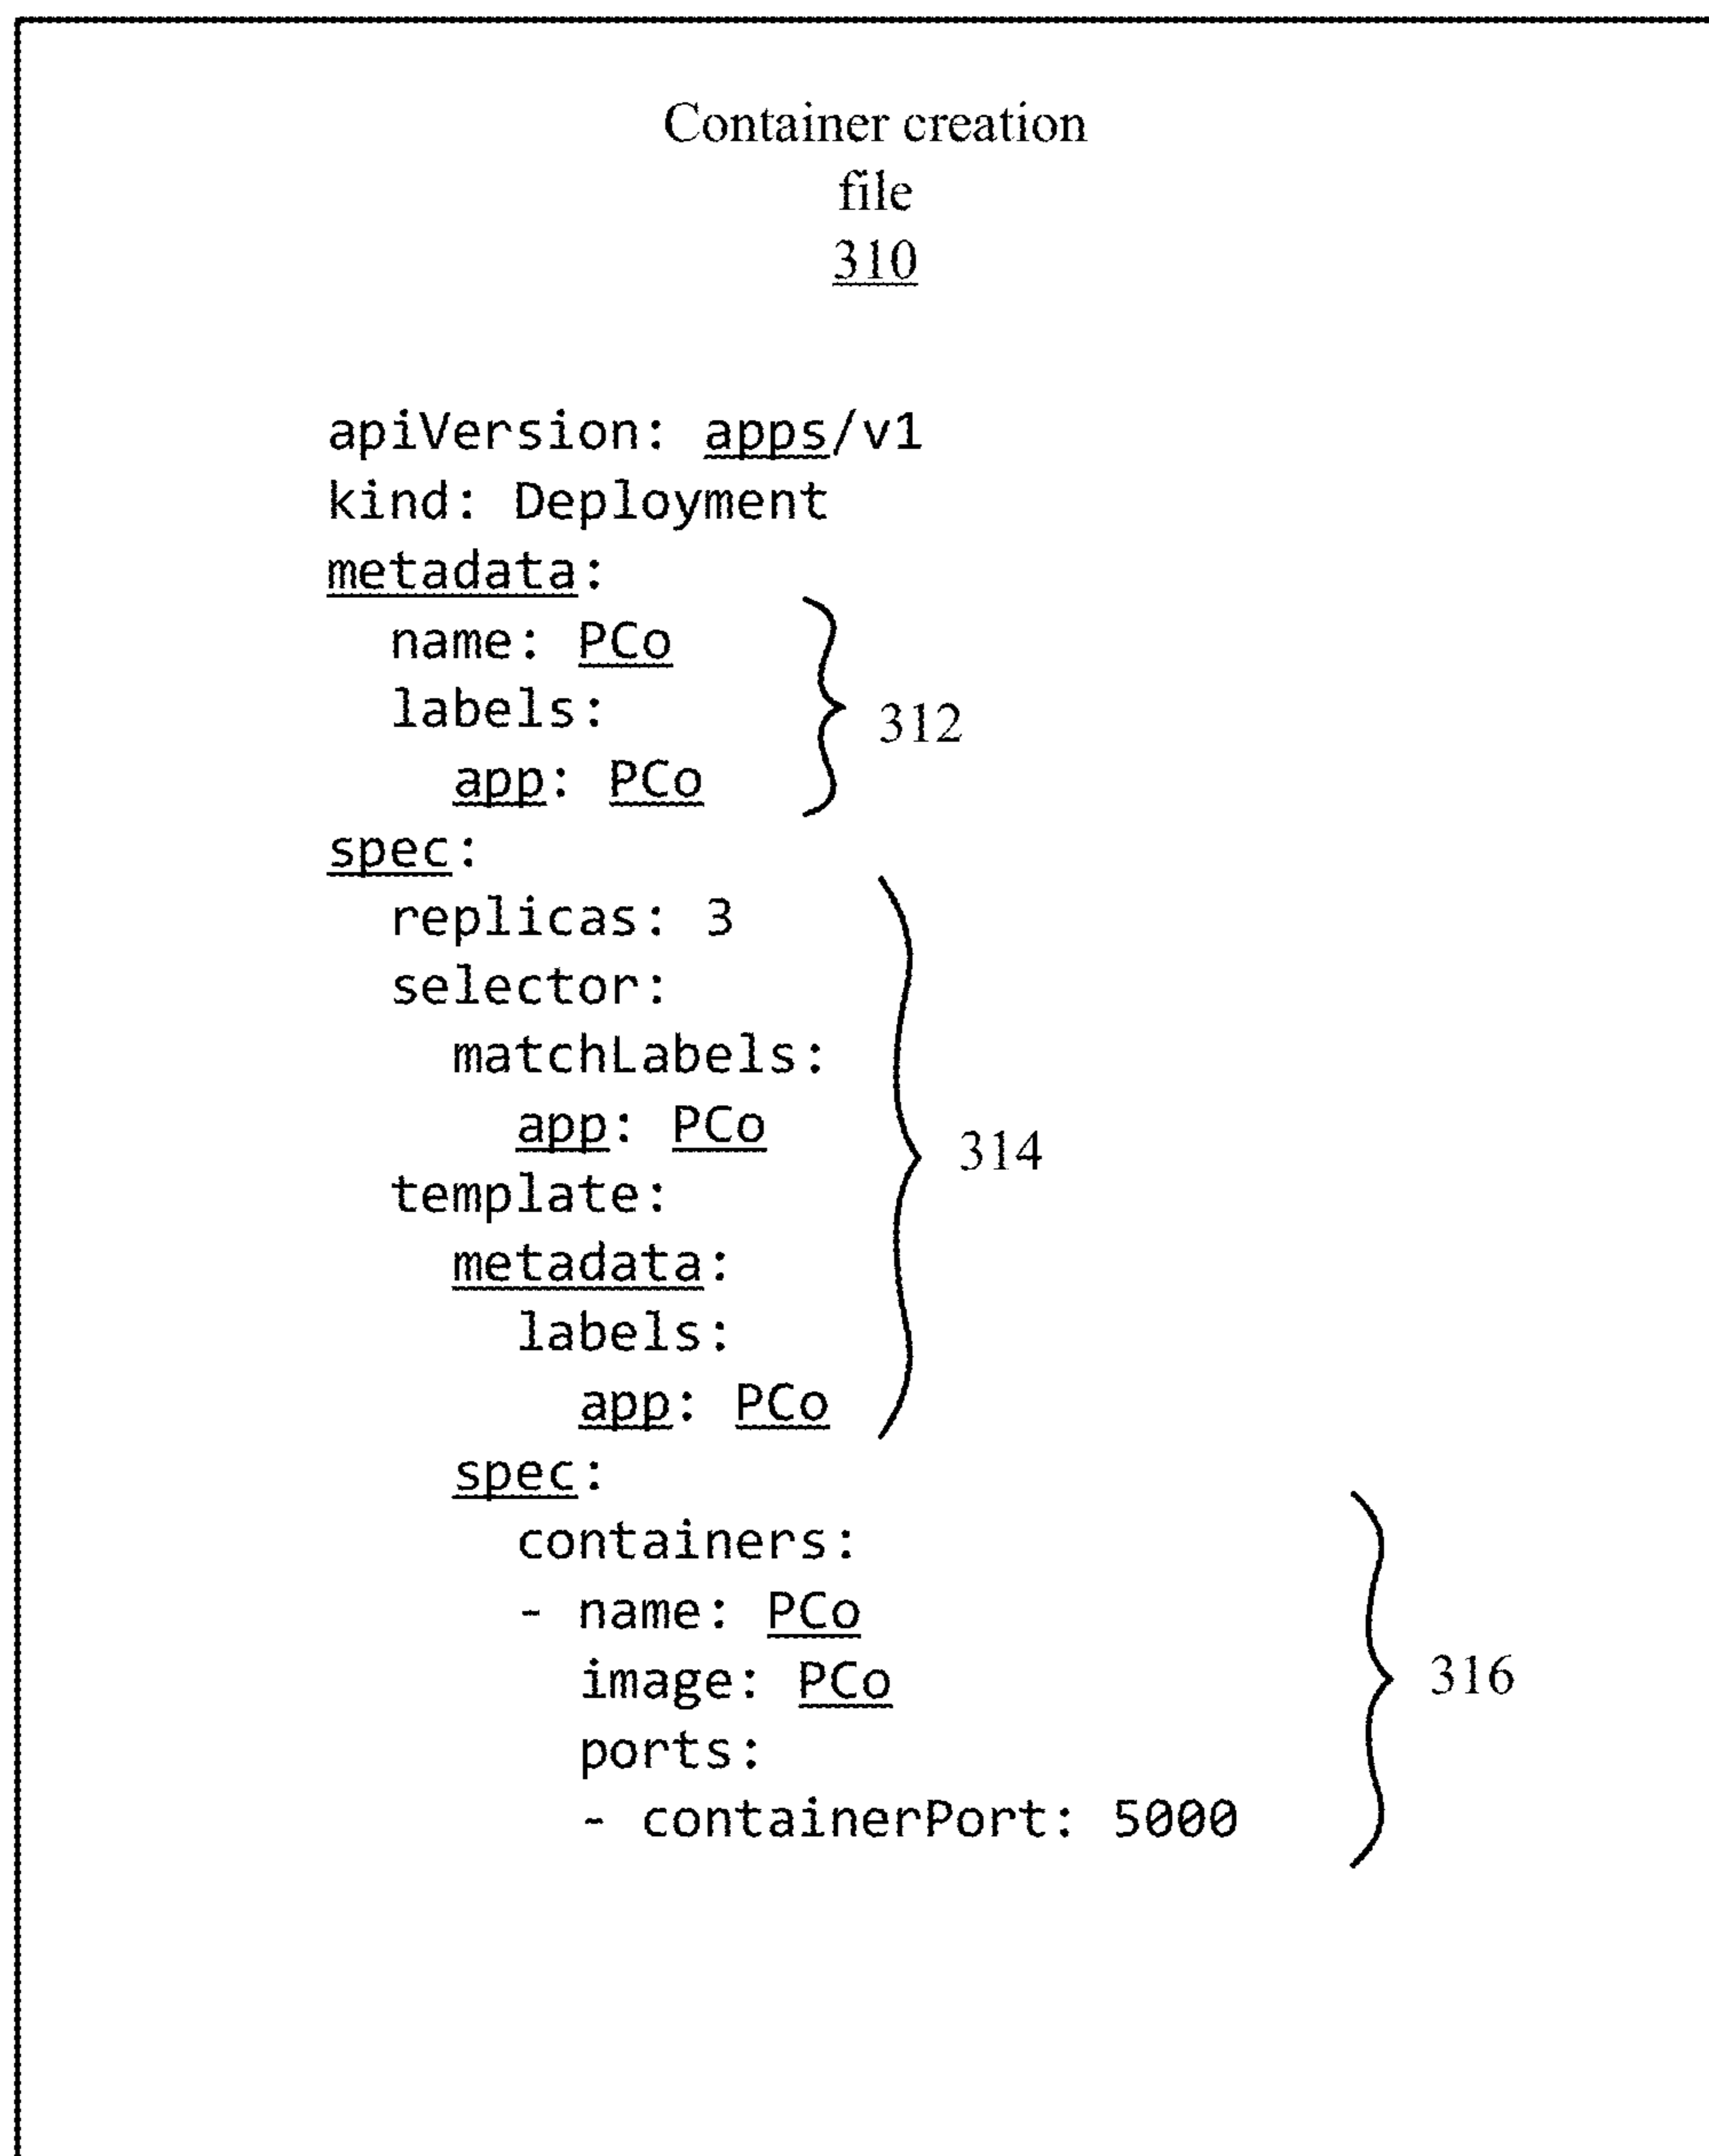 Container creation
file
310
apiVersion: apps/v1
kind: Deployment
metadata:
  name: PCo
  labels:
    app: PCo
312
spec:
  replicas: 3
  selector:
    matchLabels:
      app: PCo
314
  template:
    metadata:
      labels:
        app: PCo
    spec:
      containers:
      - name: PCo
        image: PCo
316
        ports:
        - containerPort: 5000